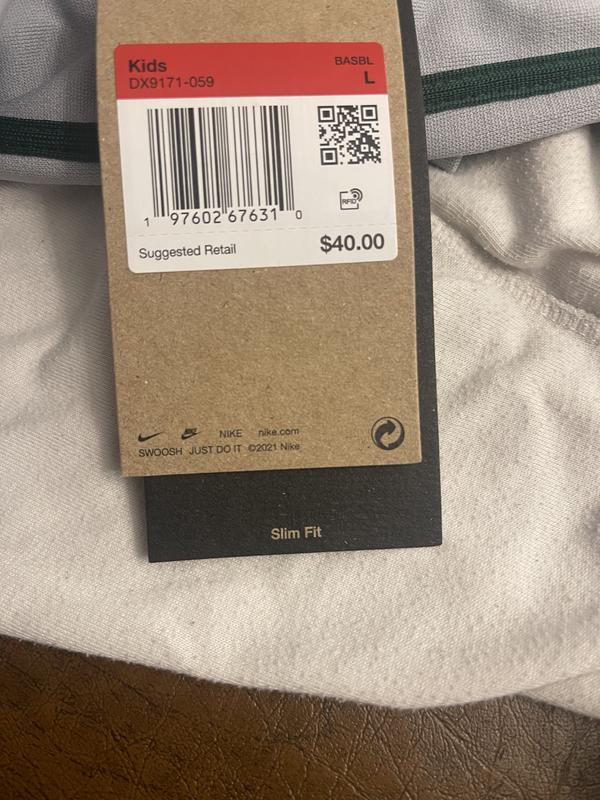 Kids BASBL
DX9171-059 L
RFID
1 97602 67631 0
Suggested Retail $40.00
NIKE nike.com
SWOOSH JUST DO IT ©2021 Nike
Slim Fit